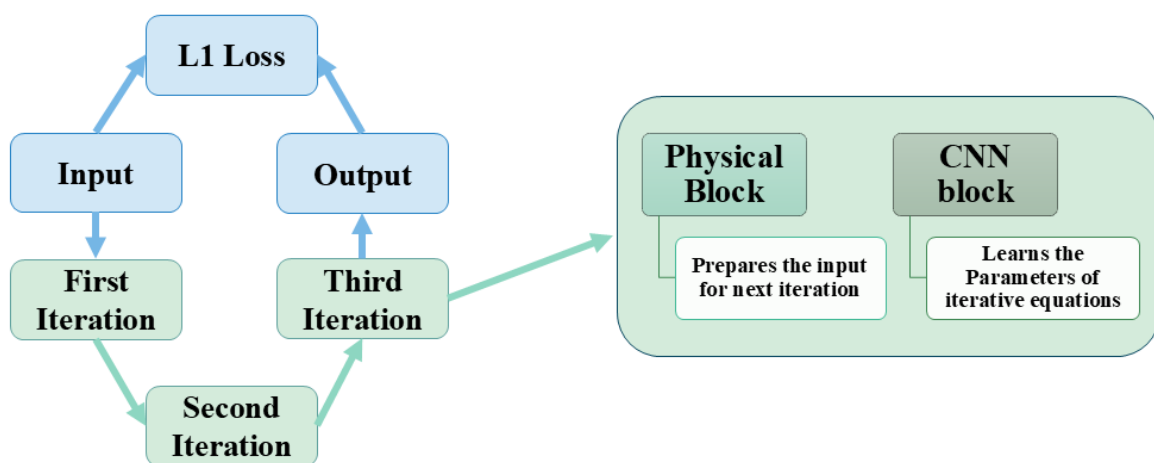 L1 Loss
Input
Output
First
Iteration
Third
Iteration
Second
Iteration
Physical
Block
Prepares the input
for next iteration
CNN
block
Learns the
Parameters of
iterative equations